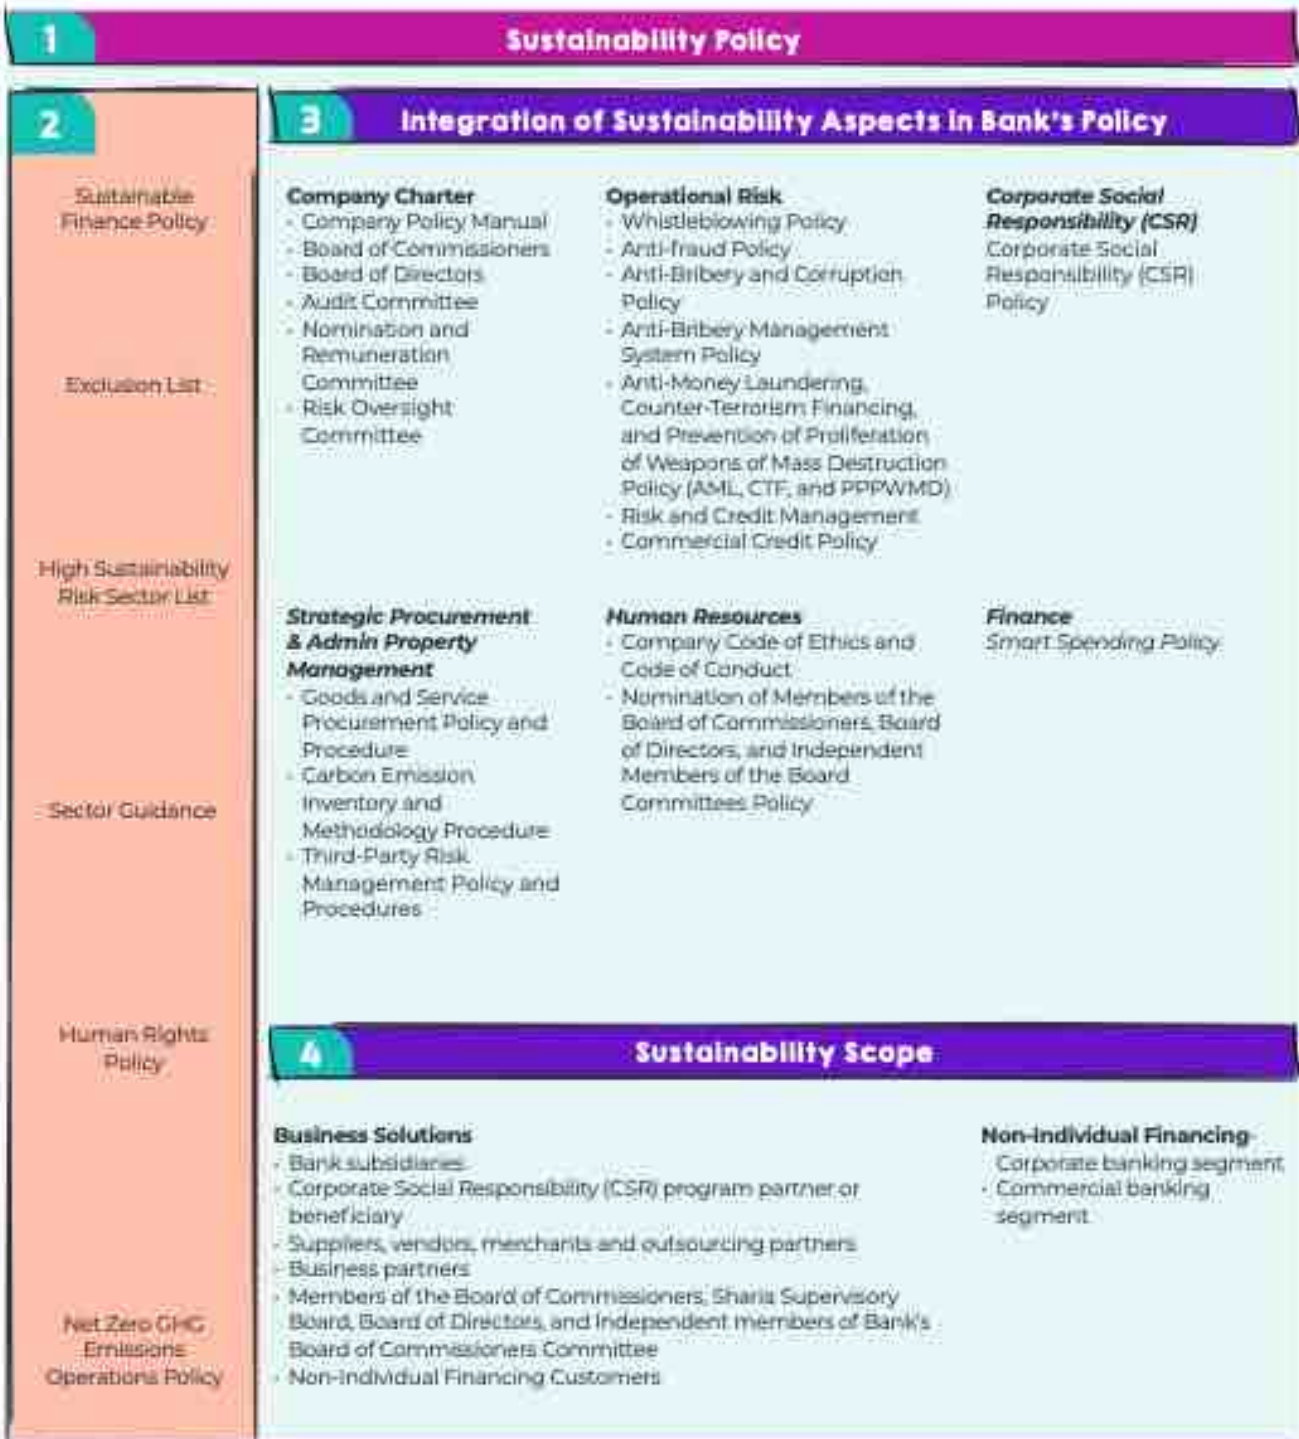 1
Sustainability Policy
2
Sustainable
Finance Policy
Exclusion List
High Sustainability
Risk Sector List
Sector Guidance
Human Rights
Policy
Net Zero GHG
Emissions
Operations Policy
3
Integration of Sustainability Aspects in Bank's Policy
Company Charter
- Company Policy Manual
- Board of Commissioners
- Board of Directors
- Audit Committee
- Nomination and
Remuneration
Committee
- Risk Oversight
Committee
Operational Risk
- Whistleblowing Policy
- Anti-fraud Policy
- Anti-Bribery and Corruption
Policy
- Anti-Bribery Management
System Policy
- Anti-Money Laundering,
Counter-Terrorism Financing,
and Prevention of Proliferation
of Weapons of Mass Destruction
Policy (AML, CTF, and PPPWMD)
- Risk and Credit Management
- Commercial Credit Policy
Corporate Social
Responsibility (CSR)
Corporate Social
Responsibility (CSR)
Policy
Strategic Procurement
& Admin Property
Management
- Goods and Service
Procurement Policy and
Procedure
- Carbon Emission
Inventory and
Methodology Procedure
- Third-Party Risk
Management Policy and
Procedures
Human Resources
- Company Code of Ethics and
Code of Conduct
- Nomination of Members of the
Board of Commissioners, Board
of Directors, and Independent
Members of the Board
Committees Policy
Finance
Smart Spending Policy
4
Sustainability Scope
Business Solutions
- Bank subsidiaries
- Corporate Social Responsibility (CSR) program partner or
beneficiary
- Suppliers, vendors, merchants and outsourcing partners
- Business partners
- Members of the Board of Commissioners, Sharia Supervisory
Board, Board of Directors, and Independent members of Bank's
Board of Commissioners Committee
- Non-Individual Financing Customers
Non-Individual Financing-
Corporate banking segment
- Commercial banking
segment